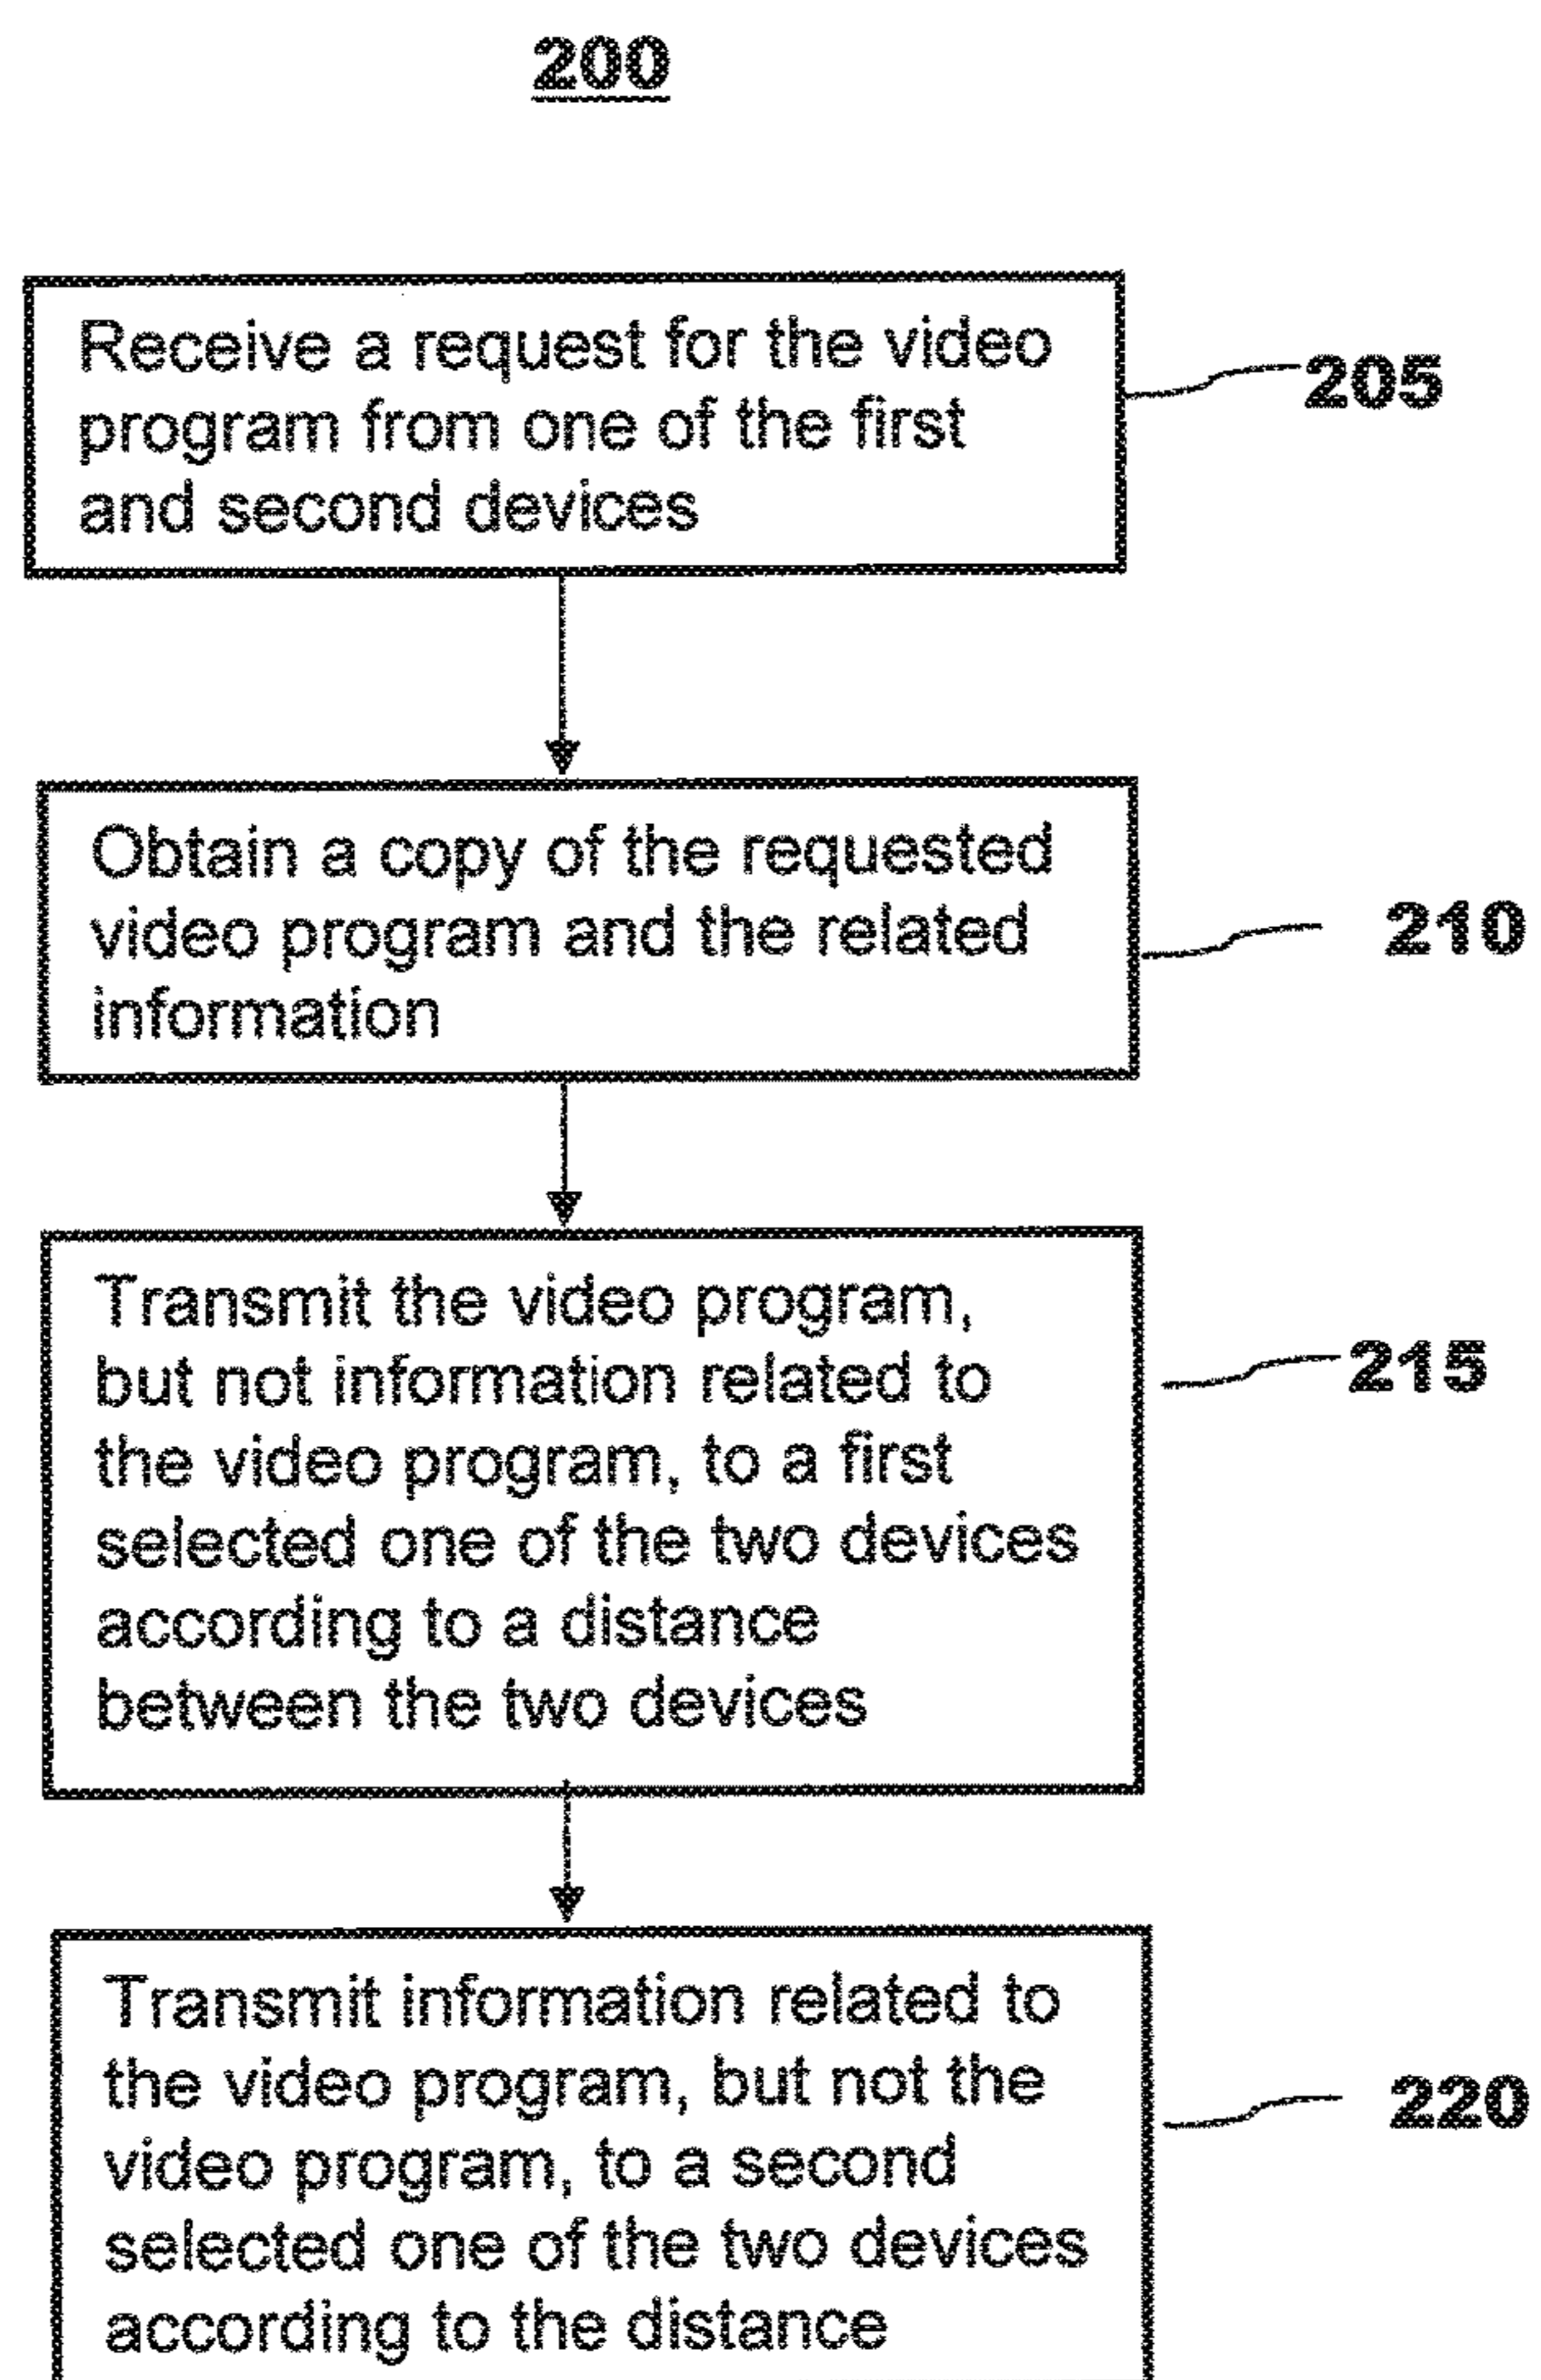 200
Receive a request for the video
program from one of the first
and second devices
205
Obtain a copy of the requested
video program and the related
information
210
Transmit the video program,
but not information related to
the video program, to a first
selected one of the two devices
according to a distance
between the two devices
215
Transmit information related to
the video program, but not the
video program, to a second
selected one of the two devices
according to the distance
220